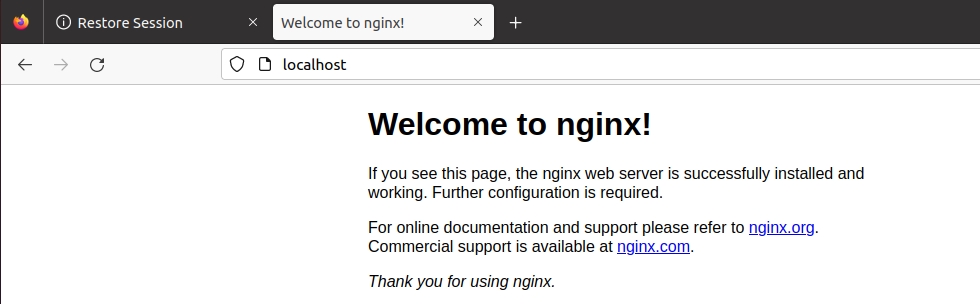 Restore Session
Welcome to nginx!
localhost
Welcome to nginx!
If you see this page, the nginx web server is successfully installed and
working. Further configuration is required.
For online documentation and support please refer to nginx.org.
Commercial support is available at nginx.com.
Thank you for using nginx.